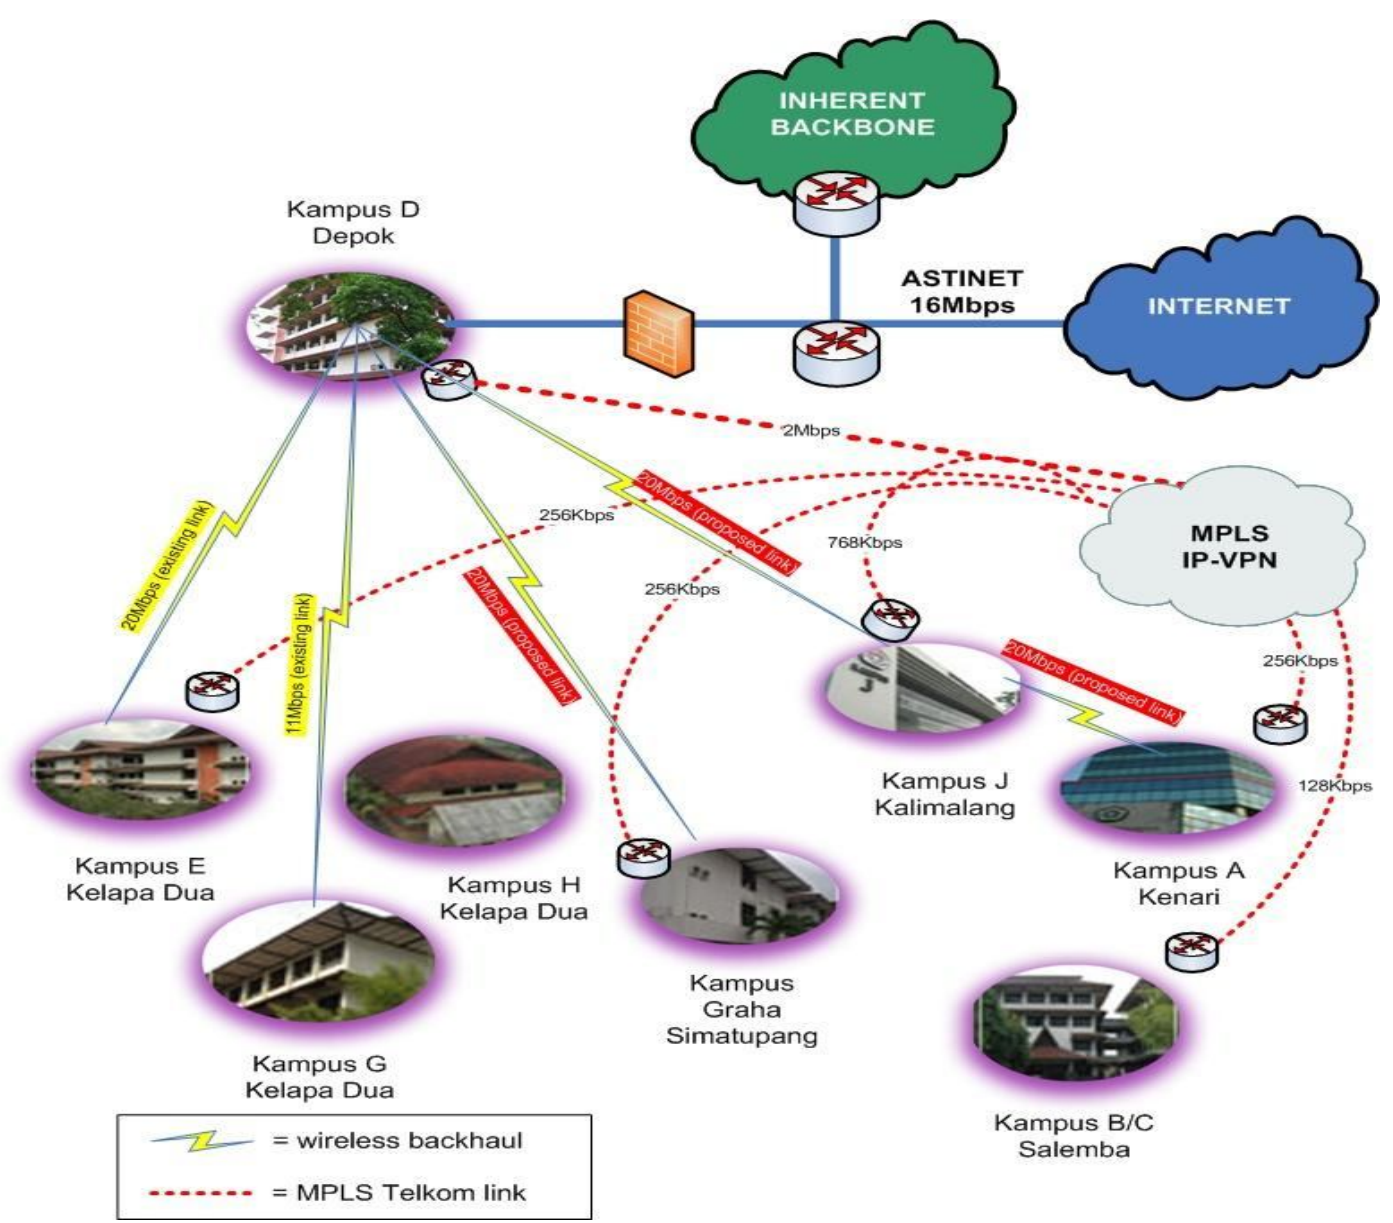 INHERENT
BACKBONE
Kampus D
Depok
ASTINET
16Mbps
INTERNET
2Mbps
20Mbps (existing link)
256Kbps
20Mbps (proposed link)
768Kbps
MPLS
IP-VPN
11Mbps (existing link)
20Mbps (proposed link)
256Kbps
20Mbps (proposed link)
256Kbps
128Kbps
Kampus J
Kalimalang
Kampus E
Kelapa Dua
Kampus H
Kelapa Dua
Kampus A
Kenari
Kampus
Graha
Simatupang
Kampus G
Kelapa Dua
Kampus B/C
Salemba
= wireless backhaul
= MPLS Telkom link